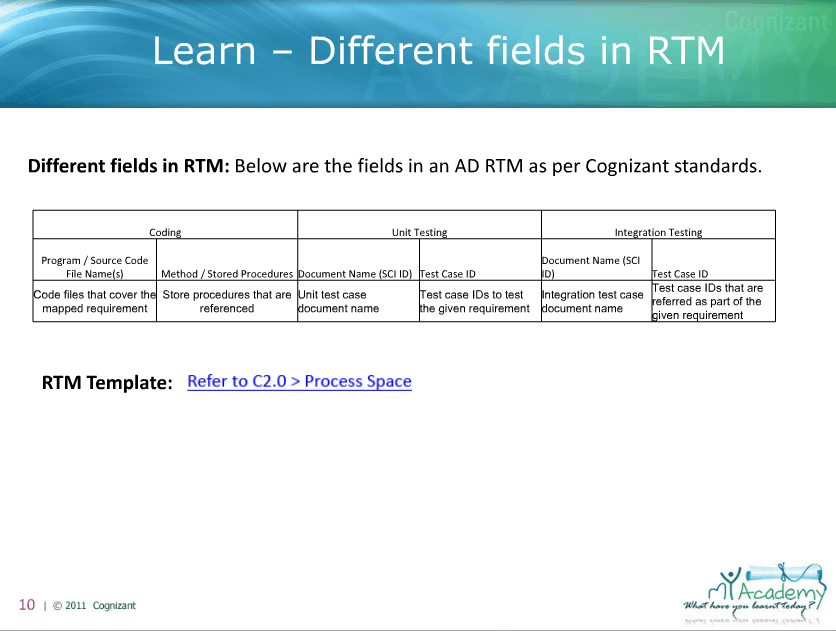 Cognizant
ACADEMY
Learn – Different fields in RTM
Different fields in RTM: Below are the fields in an AD RTM as per Cognizant standards.
Coding
Unit Testing
Integration Testing
Program / Source Code
File Name(s)
Method / Stored Procedures
Document Name (SCI ID)
Test Case ID
Document Name (SCI
ID)
Test Case ID
Code files that cover the
mapped requirement
Store procedures that are
referenced
Unit test case
document name
Test case IDs to test
the given requirement
Integration test case
document name
Test case IDs that are
referred as part of the
given requirement
RTM Template: Refer to C2.0 > Process Space
10 | © 2011 Cognizant
my Academy
What have you learnt today?